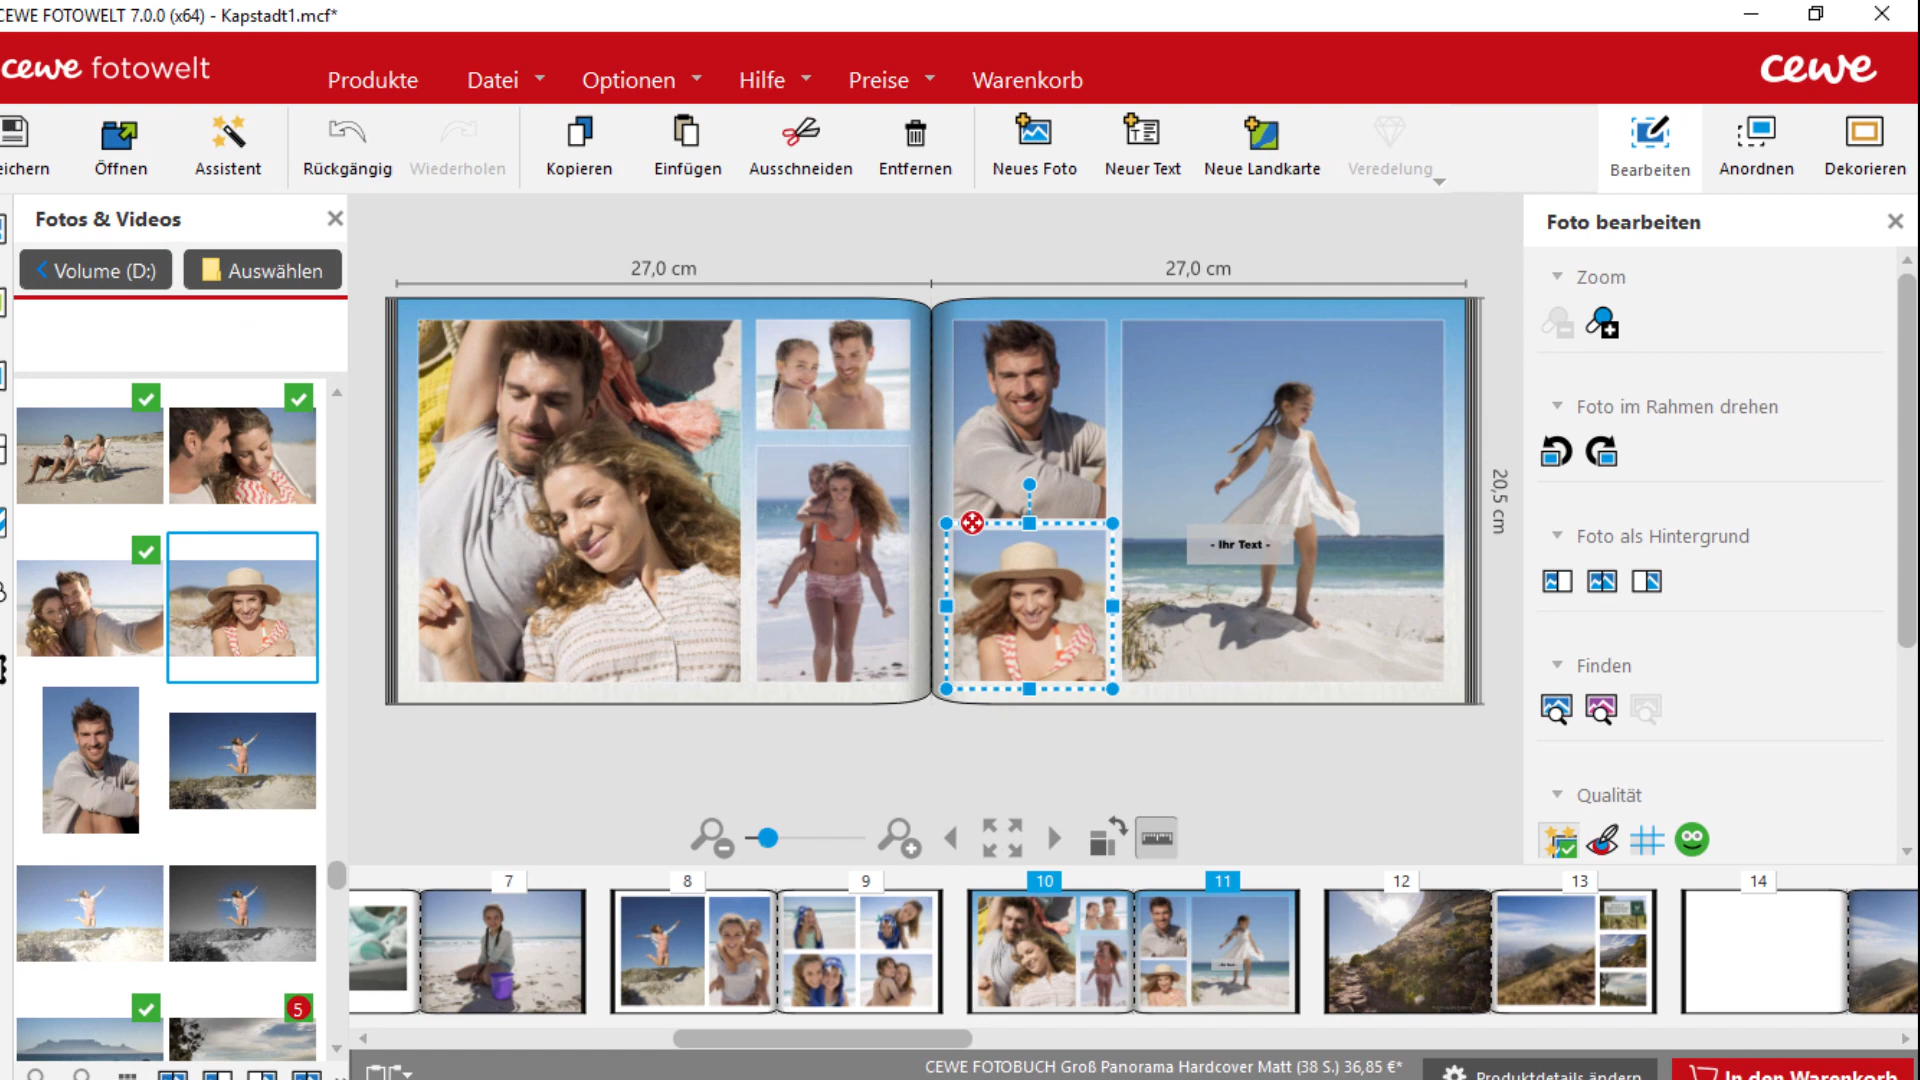 CEWE FOTOWELT 7.0.0 (x64) - Kapstadt1.mcf*
cewe fotowelt
Produkte Datei Optionen Hilfe Preise Warenkorb
cewe
eichern Öffnen Assistent Rückgängig Wiederholen Kopieren Einfügen Ausschneiden Entfernen Neues Foto Neuer Text Neue Landkarte Veredelung Bearbeiten Anordnen Dekorieren
Fotos & Videos
Volume (D:) Auswählen
5
27,0 cm 27,0 cm
20,5 cm
- Ihr Text -
Foto bearbeiten
Zoom
Foto im Rahmen drehen
Foto als Hintergrund
Finden
Qualität
7 8 9 10 11 12 13 14
CEWE FOTOBUCH Groß Panorama Hardcover Matt (38 S.) 36,85 €*
Produktdetails ändern
In den Warenkorb